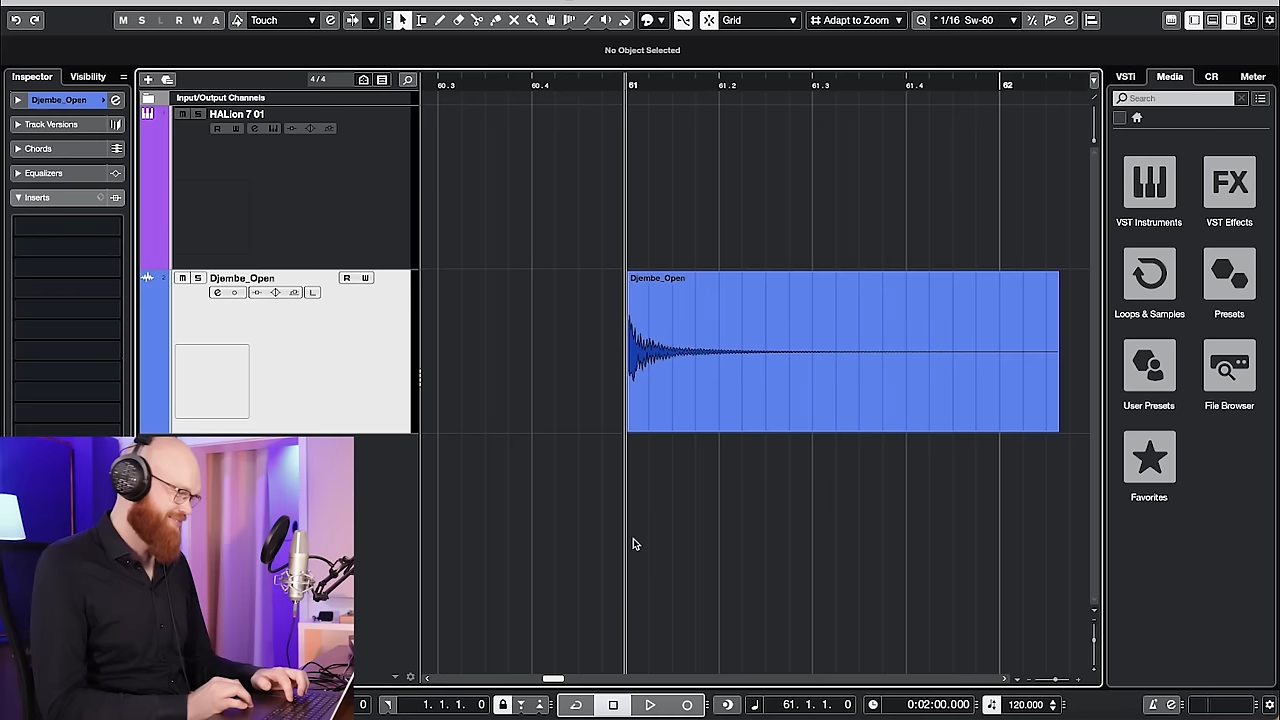 M S L R W A Touch Grid Adapt to Zoom Q * 1/16 Sw-60
No Object Selected
Inspector Visibility
Djembe_Open
Track Versions
Chords
Equalizers
Inserts
4/4
Input/Output Channels
1 M S HALion 7 01
R W e
2 M S Djembe_Open R W
e L
60.3 60.4 61 61.2 61.3 61.4 62
Djembe_Open
VSTi Media CR Meter
Search
VST Instruments FX VST Effects
Loops & Samples Presets
User Presets File Browser
Favorites
0 1. 1. 1. 0 61. 1. 1. 0 0:02:00.000 120.000